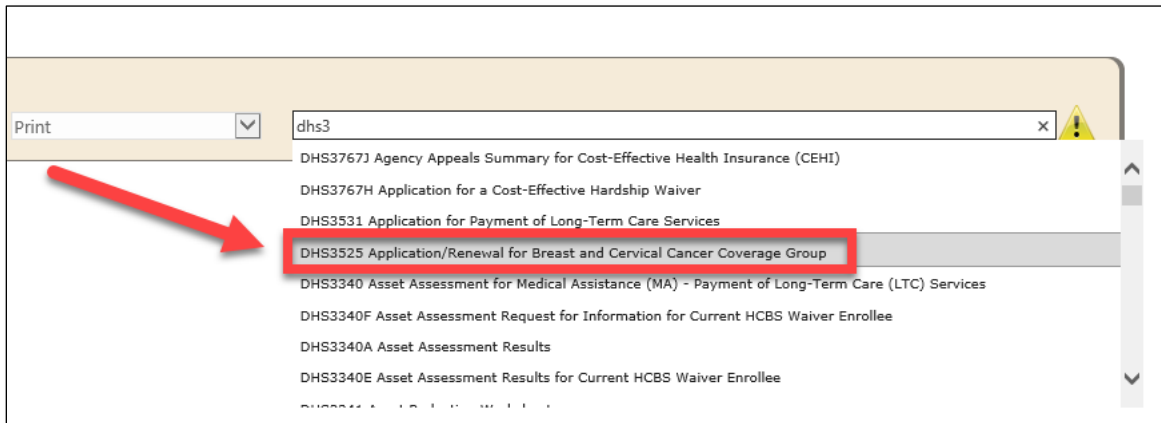 Print
dhs3
DHS3767J Agency Appeals Summary for Cost-Effective Health Insurance (CEHI)
DHS3767H Application for a Cost-Effective Hardship Waiver
DHS3531 Application for Payment of Long-Term Care Services
DHS3525 Application/Renewal for Breast and Cervical Cancer Coverage Group
DHS3340 Asset Assessment for Medical Assistance (MA) - Payment of Long-Term Care (LTC) Services
DHS3340F Asset Assessment Request for Information for Current HCBS Waiver Enrollee
DHS3340A Asset Assessment Results
DHS3340E Asset Assessment Results for Current HCBS Waiver Enrollee